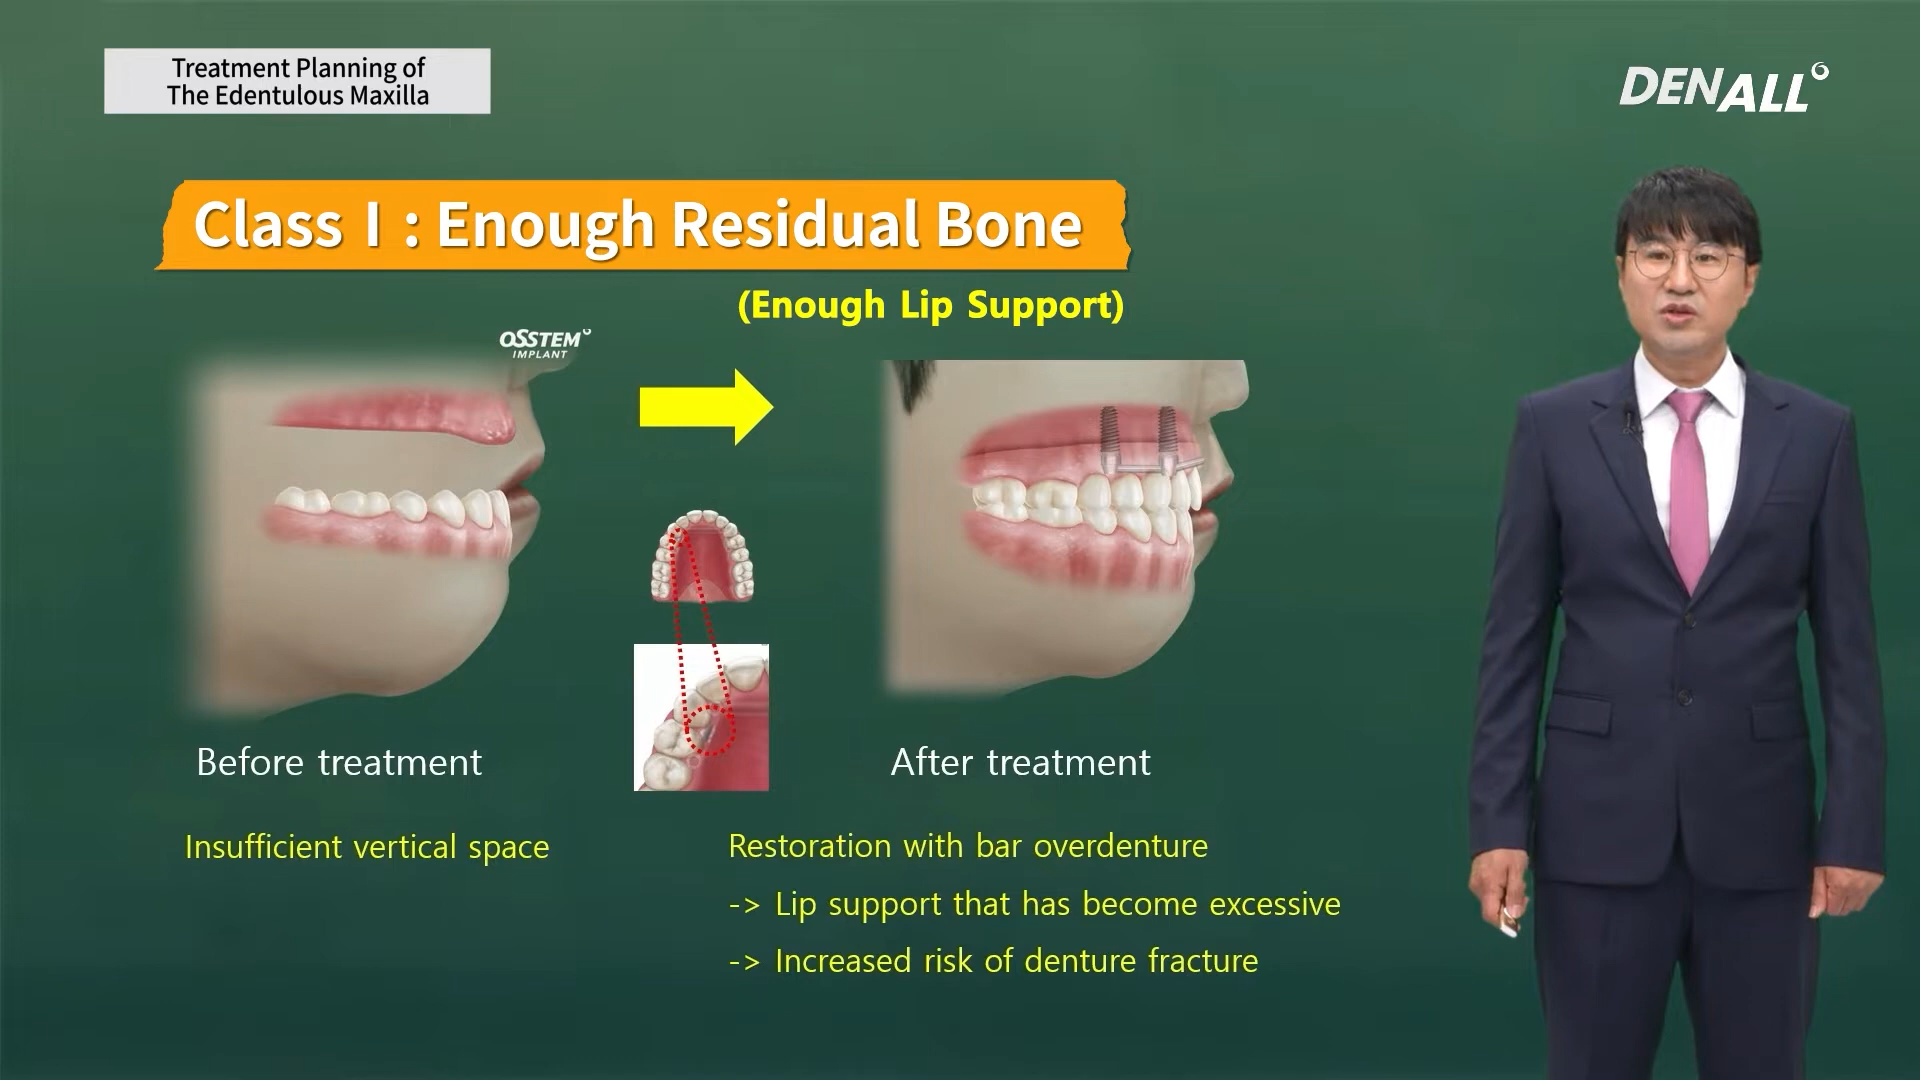 Treatment Planning of
The Edentulous Maxilla
DENALL
Class Ⅰ : Enough Residual Bone
(Enough Lip Support)
OSSTEM
IMPLANT
Before treatment
After treatment
Insufficient vertical space
Restoration with bar overdenture
-> Lip support that has become excessive
-> Increased risk of denture fracture